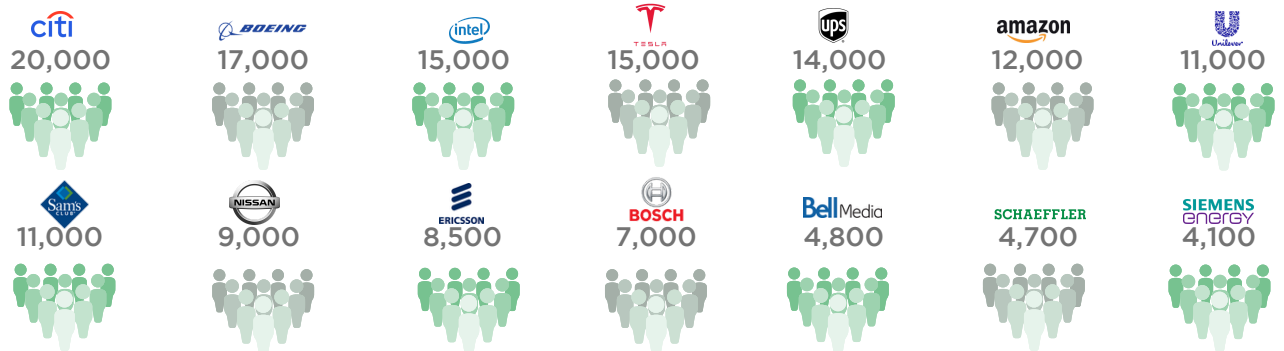 citi BOEING intel TESLA ups amazon Unilever
20,000 17,000 15,000 15,000 14,000 12,000 11,000
Sam's CLUB NISSAN ERICSSON BOSCH Bell Media SCHAEFFLER SIEMENS energy
11,000 9,000 8,500 7,000 4,800 4,700 4,100